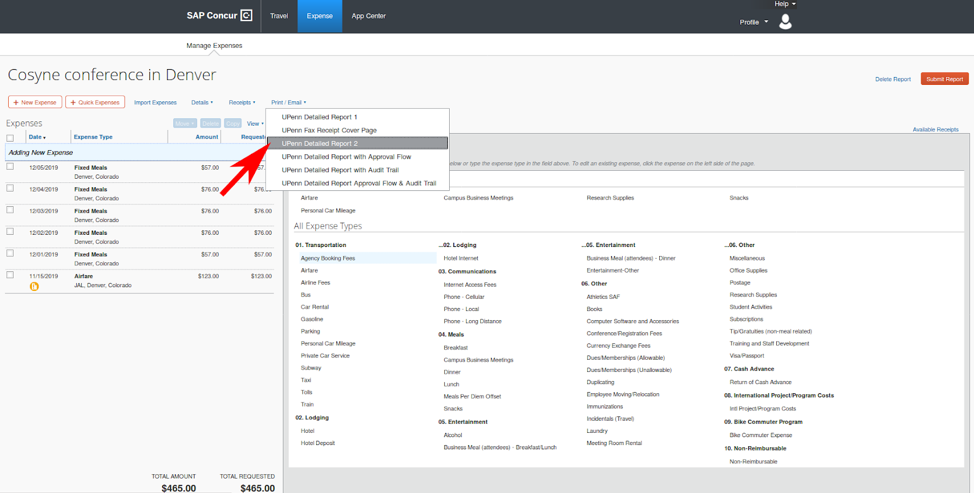 Help
SAP Concur C Travel Expense App Center
Profile
Manage Expenses
Cosyne conference in Denver
Delete Report Submit Report
+ New Expense + Quick Expenses Import Expenses Details Receipts Print / Email
UPenn Detailed Report 1
UPenn Fax Receipt Cover Page
UPenn Detailed Report 2
UPenn Detailed Report with Approval Flow
UPenn Detailed Report with Audit Trail
UPenn Detailed Report Approval Flow & Audit Trail
Expenses Move Delete Copy View
Available Receipts
Date Expense Type Amount Requeste
Adding New Expense
12/05/2019 Fixed Meals $57.00 $57.
Denver, Colorado
12/04/2019 Fixed Meals $76.00 $76.00
Denver, Colorado
12/03/2019 Fixed Meals $76.00 $76.00
Denver, Colorado
12/02/2019 Fixed Meals $76.00 $76.00
Denver, Colorado
12/01/2019 Fixed Meals $57.00 $57.00
Denver, Colorado
11/15/2019 Airfare $123.00 $123.00
JAL, Denver, Colorado
TOTAL AMOUNT TOTAL REQUESTED
$465.00 $465.00
below or type the expense type in the field above. To edit an existing expense, click the expense on the left side of the page.
Airfare Campus Business Meetings Research Supplies Snacks
Personal Car Mileage
All Expense Types
01. Transportation
Agency Booking Fees
Airfare
Airline Fees
Bus
Car Rental
Gasoline
Parking
Personal Car Mileage
Private Car Service
Subway
Taxi
Tolls
Train
02. Lodging
Hotel
Hotel Deposit
...02. Lodging
Hotel Internet
03. Communications
Internet Access Fees
Phone - Cellular
Phone - Local
Phone - Long Distance
04. Meals
Breakfast
Campus Business Meetings
Dinner
Lunch
Meals Per Diem Offset
Snacks
05. Entertainment
Alcohol
Business Meal (attendees) - Breakfast/Lunch
...05. Entertainment
Business Meal (attendees) - Dinner
Entertainment-Other
06. Other
Athletics SAF
Books
Computer Software and Accessories
Conference/Registration Fees
Currency Exchange Fees
Dues/Memberships (Allowable)
Dues/Memberships (Unallowable)
Duplicating
Employee Moving/Relocation
Immunizations
Incidentals (Travel)
Laundry
Meeting Room Rental
...06. Other
Miscellaneous
Office Supplies
Postage
Research Supplies
Student Activities
Subscriptions
Tip/Gratuities (non-meal related)
Training and Staff Development
Visa/Passport
07. Cash Advance
Return of Cash Advance
08. International Project/Program Costs
Intl Project/Program Costs
09. Bike Commuter Program
Bike Commuter Expense
10. Non-Reimbursable
Non-Reimbursable